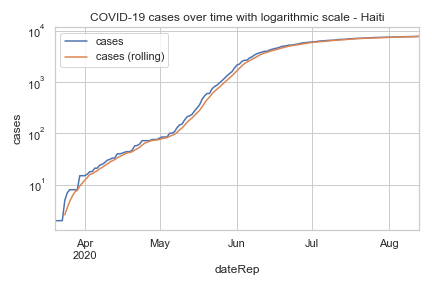 COVID-19 cases over time with logarithmic scale - Haiti
cases
cases (rolling)
10⁴
10³
10²
10¹
cases
Apr
2020
May
Jun
Jul
Aug
dateRep